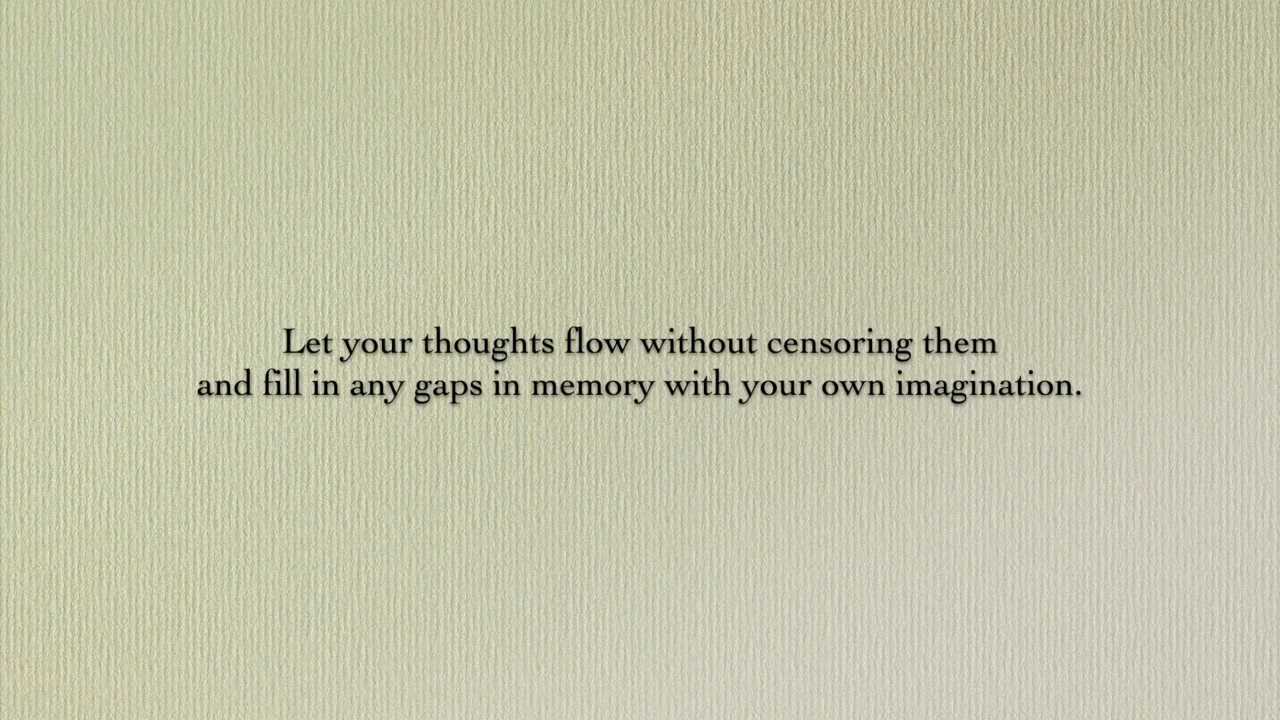 Let your thoughts flow without censoring them
and fill in any gaps in memory with your own imagination.